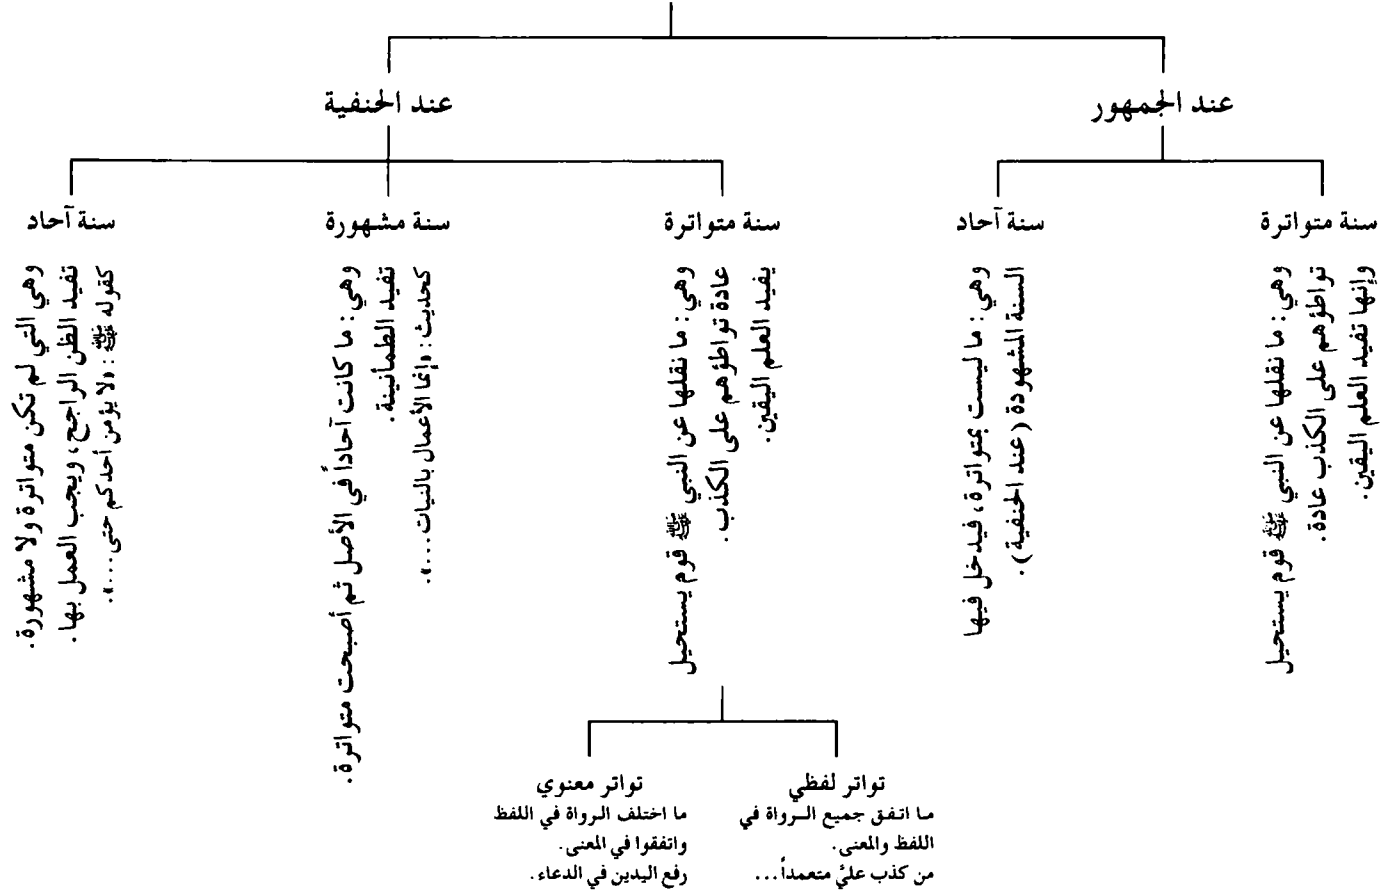 عند الجمهور
سنة متواترة
وهي : ما نقلها عن النبي ﷺ قوم يستحيل
تواطؤهم على الكذب عادة.
وإنها تفيد العلم اليقين.
سنة آحاد
وهي : ما ليست بمتواترة، فيدخل فيها
السنة المشهودة (عند الحنفية).
عند الحنفية
سنة متواترة
وهي : ما نقلها عن النبي ﷺ قوم يستحيل
عادة تواطؤهم على الكذب.
يفيد العلم اليقين.
تواتر لفظي
ما اتفق جميع الرواة في
اللفظ والمعنى.
من كذب عليَّ متعمداً...
تواتر معنوي
ما اختلف الرواة في اللفظ
واتفقوا في المعنى.
رفع اليدين في الدعاء.
سنة مشهورة
وهي : ما كانت آحاداً في الأصل ثم أصبحت متواترة.
تفيد الطمأنينة.
كحديث : «إنما الأعمال بالنيات...».
سنة آحاد
وهي التي لم تكن متواترة ولا مشهورة.
تفيد الظن الراجح، ويجب العمل بها.
كقوله ﷺ : «لا يؤمن أحدكم حتى...».